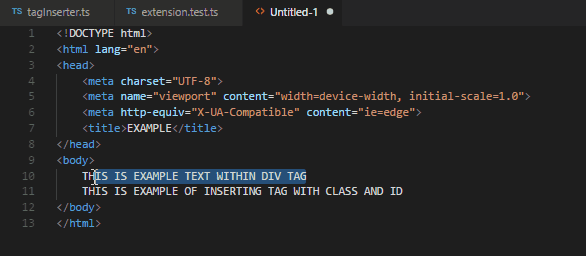 TS tagInserter.ts TS extension.test.ts <> Untitled-1
1 <!DOCTYPE html>
2 <html lang="en">
3 <head>
4 <meta charset="UTF-8">
5 <meta name="viewport" content="width=device-width, initial-scale=1.0">
6 <meta http-equiv="X-UA-Compatible" content="ie=edge">
7 <title>EXAMPLE</title>
8 </head>
9 <body>
10 THIS IS EXAMPLE TEXT WITHIN DIV TAG
11 THIS IS EXAMPLE OF INSERTING TAG WITH CLASS AND ID
12 </body>
13 </html>